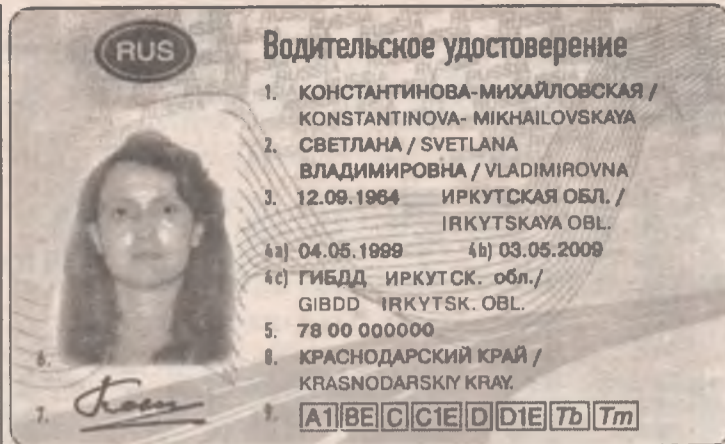 RUS
Водительское удостоверение
1. КОНСТАНТИНОВА-МИХАЙЛОВСКАЯ /
KONSTANTINOVA- MIKHAILOVSKAYA
2. СВЕТЛАНА / SVETLANA
ВЛАДИМИРОВНА / VLADIMIROVNA
3. 12.09.1964 ИРКУТСКАЯ ОБЛ. /
IRKYTSKAYA OBL.
4a) 04.05.1999 4b) 03.05.2009
4c) ГИБДД ИРКУТСК. обл./
GIBDD IRKYTSK. OBL.
5. 78 00 000000
6.
8. КРАСНОДАРСКИЙ КРАЙ /
KRASNODARSKIY KRAY.
7.
9. A1 BE C C1E D D1E Tb Tm